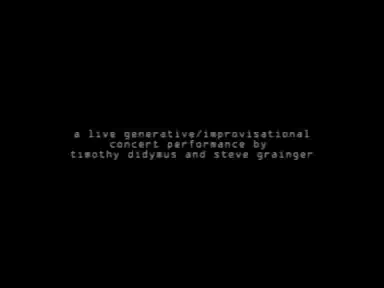 a live generative/improvisational
concert performance by
timothy didymus and steve grainger